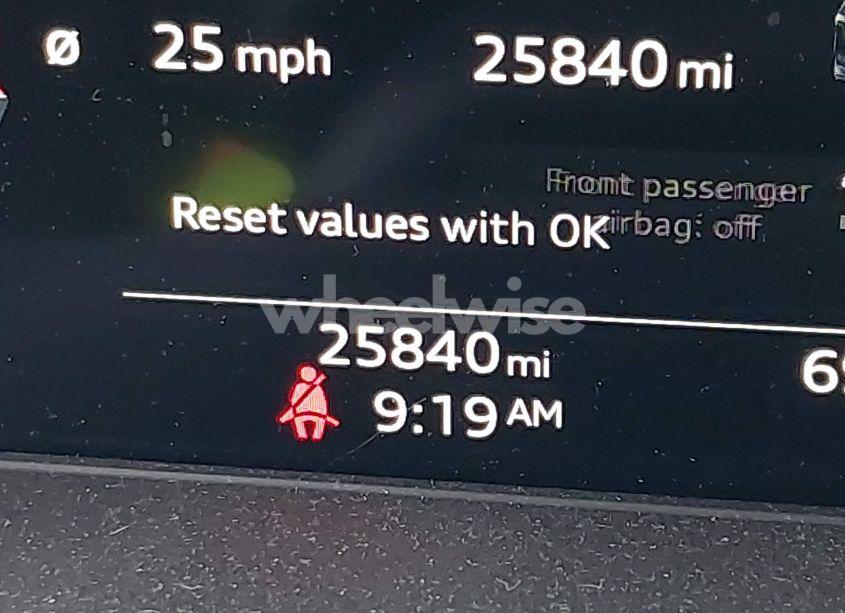 Ø 25 mph 25840 mi
Front passenger
airbag: off
Reset values with OK
wheelwise
25840 mi
9:19 AM